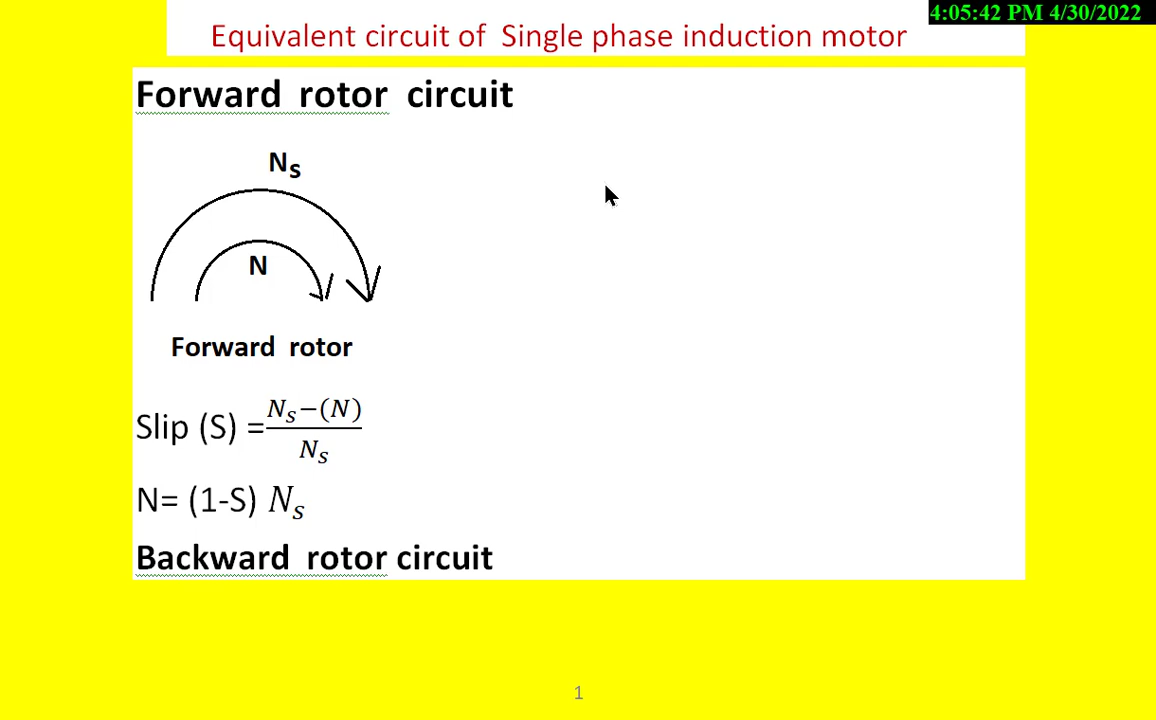 4:05:42 PM 4/30/2022
Equivalent circuit of Single phase induction motor
Forward rotor circuit
Nₛ
N
Forward rotor
Slip (S) = (Nₛ−(N))/Nₛ
N= (1-S) Nₛ
Backward rotor circuit
1